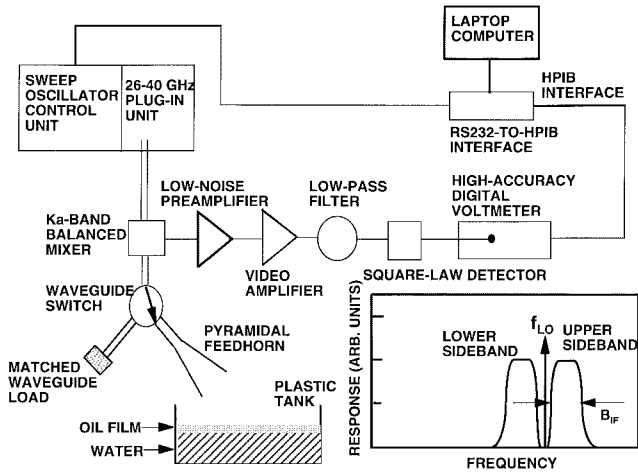 LAPTOP
COMPUTER
SWEEP
OSCILLATOR
CONTROL
UNIT
26-40 GHz
PLUG-IN
UNIT
HPIB
INTERFACE
RS232-TO-HPIB
INTERFACE
LOW-NOISE
PREAMPLIFIER
LOW-PASS
FILTER
HIGH-ACCURACY
DIGITAL
VOLTMETER
Ka-BAND
BALANCED
MIXER
VIDEO
AMPLIFIER
SQUARE-LAW DETECTOR
WAVEGUIDE
SWITCH
PYRAMIDAL
FEEDHORN
MATCHED
WAVEGUIDE
LOAD
PLASTIC
TANK
OIL FILM
WATER
RESPONSE (ARB. UNITS)
LOWER
SIDEBAND
fLO
UPPER
SIDEBAND
BIF
FREQUENCY